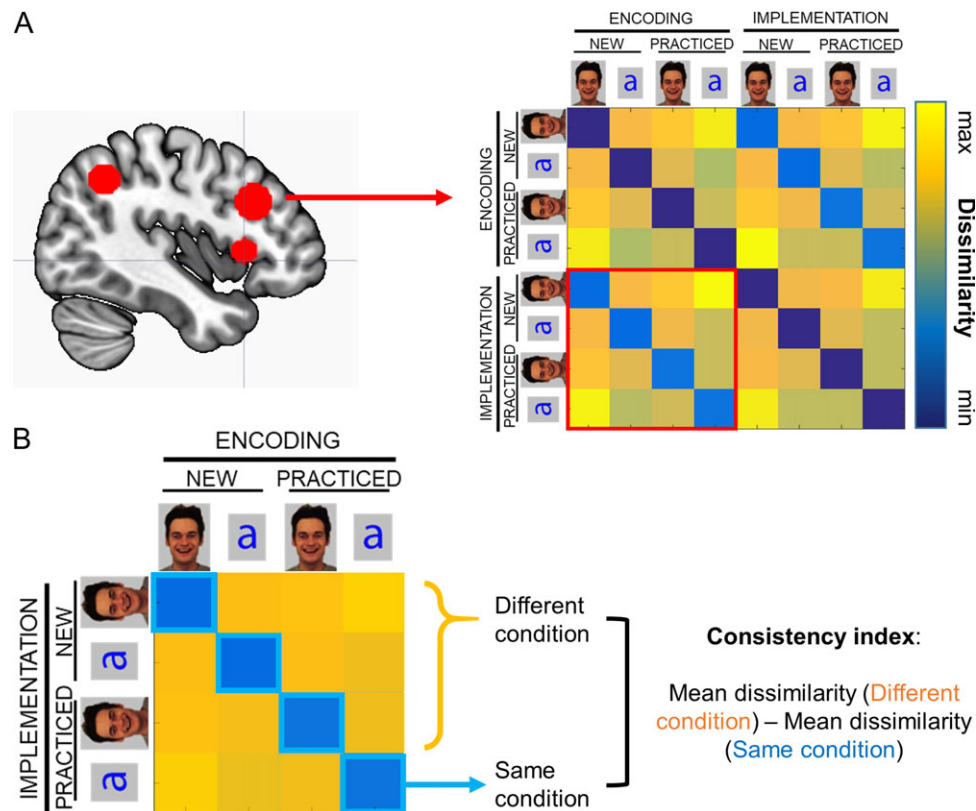 A
ENCODING
IMPLEMENTATION
NEW
PRACTICED
NEW
PRACTICED
a
a
a
a
ENCODING
NEW
a
PRACTICED
a
IMPLEMENTATION
NEW
a
PRACTICED
a
max
Dissimilarity
min
B
ENCODING
NEW
PRACTICED
a
a
IMPLEMENTATION
NEW
a
PRACTICED
a
Different
condition
Same
condition
Consistency index:
Mean dissimilarity (Different
condition) – Mean dissimilarity
(Same condition)